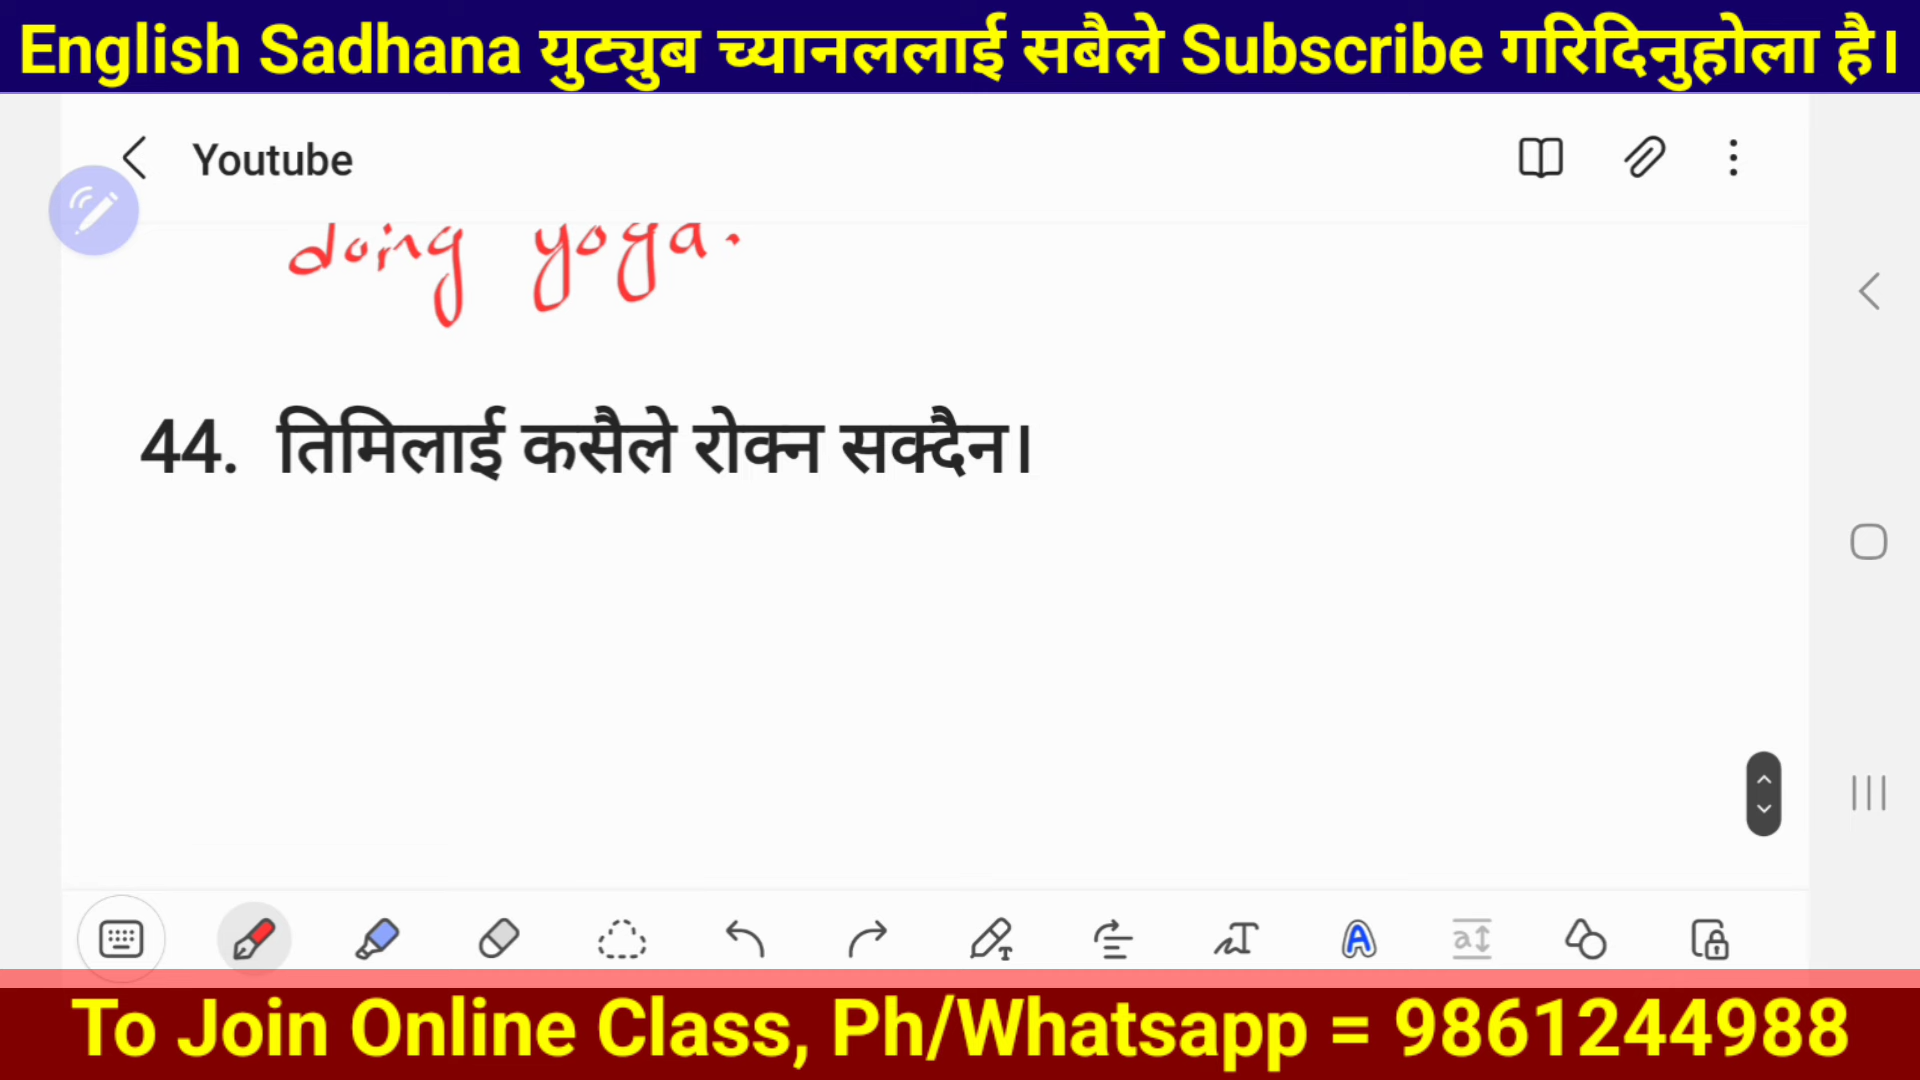 English Sadhana युट्युब च्यानललाई सबैले Subscribe गरिदिनुहोला है।
Youtube
doing yoga.
44. तिमिलाई कसैले रोक्न सक्दैन।
To Join Online Class, Ph/Whatsapp = 9861244988